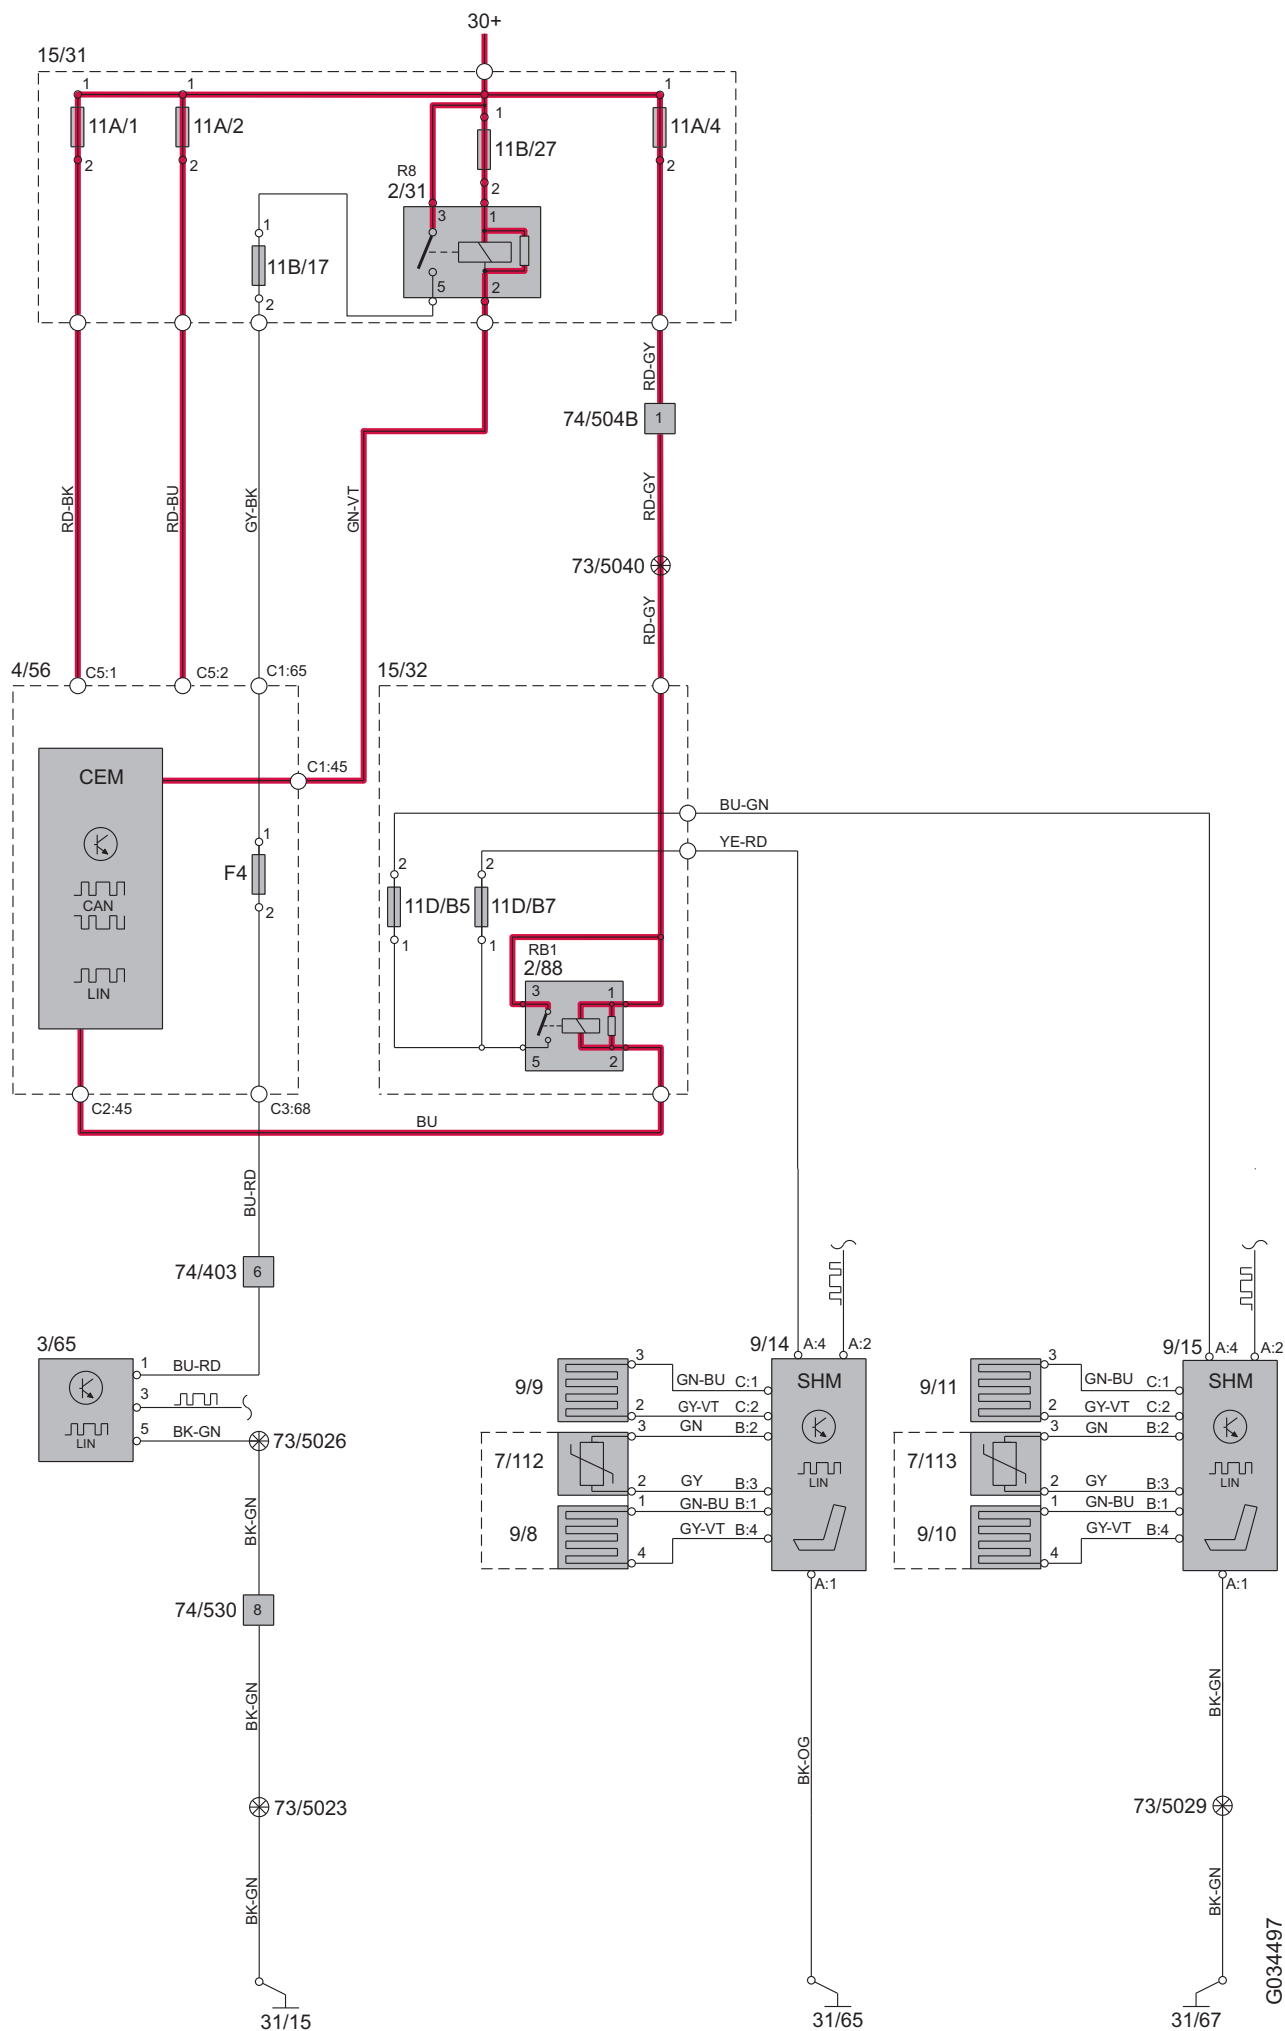 30+
15/31
1
1
1
11A/1
11A/2
1
11B/27
11A/4
2
2
2
2
R8
2/31
3
1
1
11B/17
5
2
2
RD-GY
74/504B
1
RD-BK
RD-BU
GY-BK
GN-VT
RD-GY
73/5040
RD-GY
4/56
C5:1
C5:2
C1:65
15/32
CEM
C1:45
BU-GN
1
YE-RD
F4
2
2
CAN
11D/B5
11D/B7
2
1
1
RB1
2/88
LIN
3
1
5
2
C2:45
C3:68
BU
BU-RD
74/403
6
3/65
9/14
A:4
A:2
9/15
A:4
A:2
1
BU-RD
3
GN-BU
C:1
SHM
3
GN-BU
C:1
SHM
9/9
9/11
3
2
GY-VT
C:2
2
GY-VT
C:2
5
BK-GN
73/5026
3
GN
B:2
3
GN
B:2
LIN
7/112
7/113
LIN
LIN
2
GY
B:3
2
GY
B:3
1
GN-BU
B:1
1
GN-BU
B:1
BK-GN
9/8
GY-VT
B:4
9/10
GY-VT
B:4
4
4
A:1
A:1
74/530
8
BK-GN
BK-GN
BK-OG
73/5023
73/5029
BK-GN
BK-GN
G034497
31/15
31/65
31/67